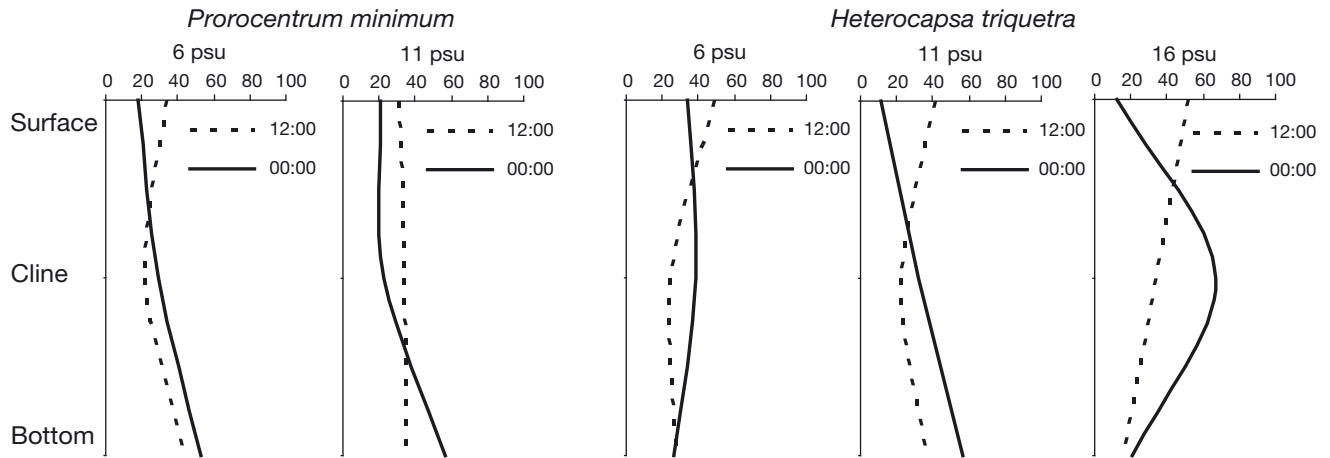 Prorocentrum minimum
Heterocapsa triquetra
6 psu
11 psu
6 psu
11 psu
16 psu
0 20 40 60 80 100
0 20 40 60 80 100
0 20 40 60 80 100
0 20 40 60 80 100
0 20 40 60 80 100
Surface
12:00
12:00
12:00
12:00
12:00
00:00
00:00
00:00
00:00
00:00
Cline
Bottom